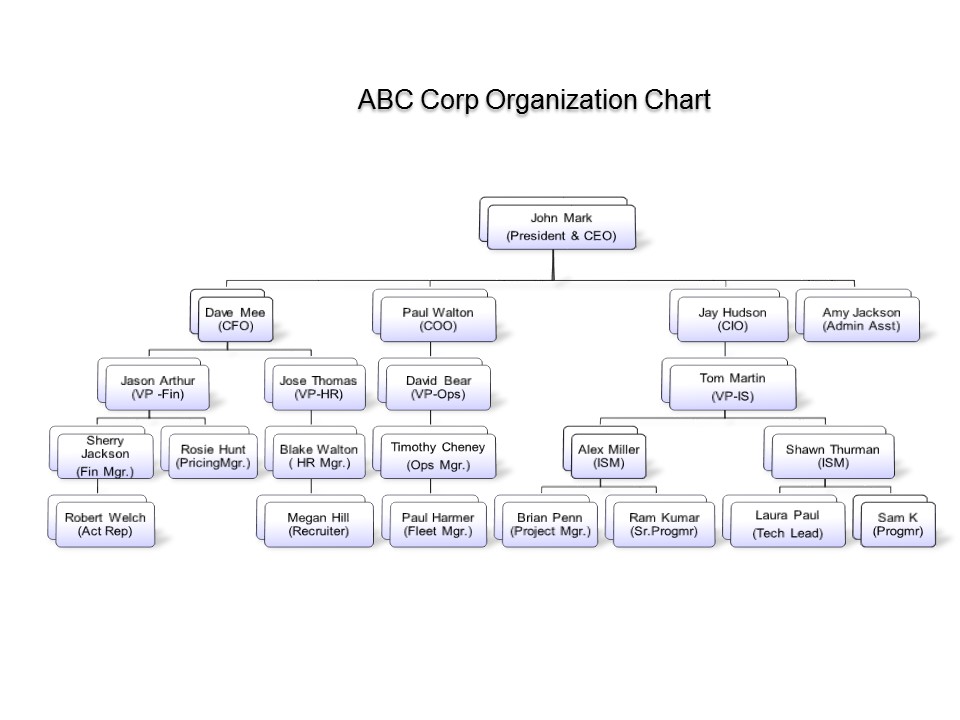 ABC Corp Organization Chart
John Mark
(President & CEO)
Dave Mee
(CFO)
Paul Walton
(COO)
Jay Hudson
(CIO)
Amy Jackson
(Admin Asst)
Jason Arthur
(VP -Fin)
Jose Thomas
(VP-HR)
David Bear
(VP-Ops)
Tom Martin
(VP-IS)
Sherry
Jackson
(Fin Mgr.)
Rosie Hunt
(PricingMgr.)
Blake Walton
( HR Mgr.)
Timothy Cheney
(Ops Mgr.)
Alex Miller
(ISM)
Shawn Thurman
(ISM)
Robert Welch
(Act Rep)
Megan Hill
(Recruiter)
Paul Harmer
(Fleet Mgr.)
Brian Penn
(Project Mgr.)
Ram Kumar
(Sr.Progmr)
Laura Paul
(Tech Lead)
Sam K
(Progmr)